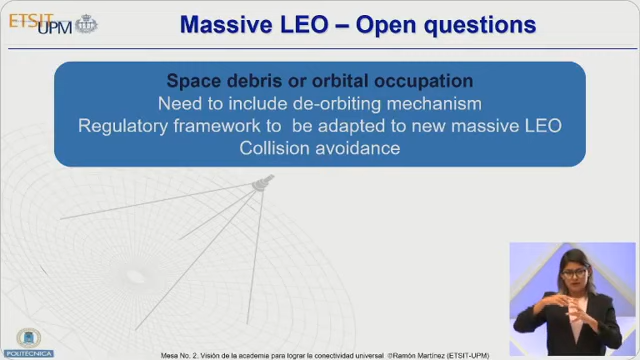 ETSIT
UPM
Massive LEO – Open questions
Space debris or orbital occupation
Need to include de-orbiting mechanism
Regulatory framework to be adapted to new massive LEO
Collision avoidance
POLITÉCNICA
Mesa No. 2. Visión de la academia para lograr la conectividad universal ©Ramón Martínez (ETSIT-UPM)